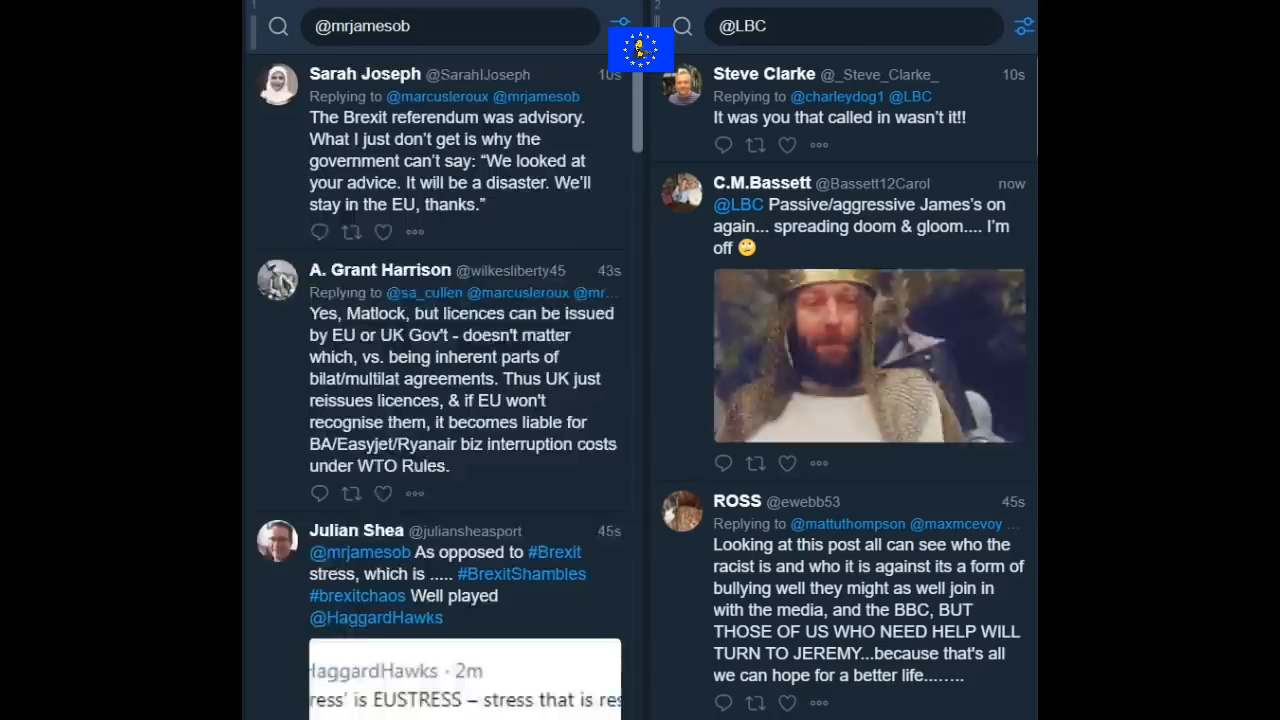 1
@mrjamesob
Sarah Joseph @SarahIJoseph 10s
Replying to @marcusleroux @mrjamesob
The Brexit referendum was advisory.
What I just don't get is why the
government can't say: “We looked at
your advice. It will be a disaster. We'll
stay in the EU, thanks.”
A. Grant Harrison @wilkesliberty45 43s
Replying to @sa_cullen @marcusleroux @mr...
Yes, Matlock, but licences can be issued
by EU or UK Gov't - doesn't matter
which, vs. being inherent parts of
bilat/multilat agreements. Thus UK just
reissues licences, & if EU won't
recognise them, it becomes liable for
BA/Easyjet/Ryanair biz interruption costs
under WTO Rules.
Julian Shea @juliansheasport 45s
@mrjamesob As opposed to #Brexit
stress, which is ..... #BrexitShambles
#brexitchaos Well played
@HaggardHawks
HaggardHawks · 2m
ress' is EUSTRESS – stress that is res
2
@LBC
Steve Clarke @_Steve_Clarke_ 10s
Replying to @charleydog1 @LBC
It was you that called in wasn't it!!
C.M.Bassett @Bassett12Carol now
@LBC Passive/aggressive James's on
again... spreading doom & gloom.... I'm
off 🙄
ROSS @ewebb53 45s
Replying to @mattuthompson @maxmcevoy ...
Looking at this post all can see who the
racist is and who it is against its a form of
bullying well they might as well join in
with the media, and the BBC, BUT
THOSE OF US WHO NEED HELP WILL
TURN TO JEREMY...because that's all
we can hope for a better life........